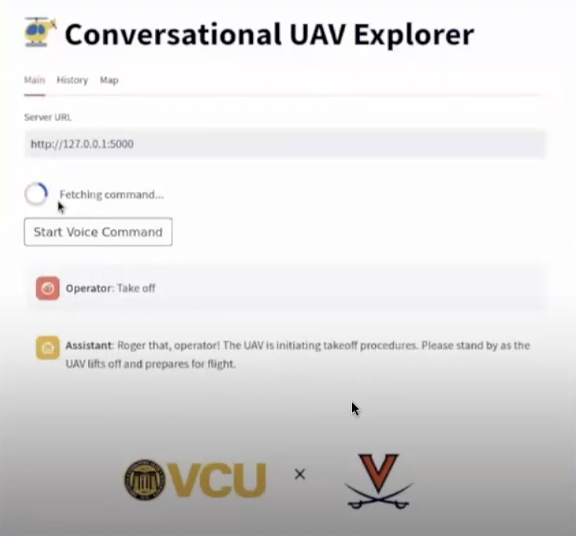 Conversational UAV Explorer
Main History Map
Server URL
http://127.0.0.1:5000
Fetching command...
Start Voice Command
Operator: Take off
Assistant: Roger that, operator! The UAV is initiating takeoff procedures. Please stand by as the
UAV lifts off and prepares for flight.
VCU × V